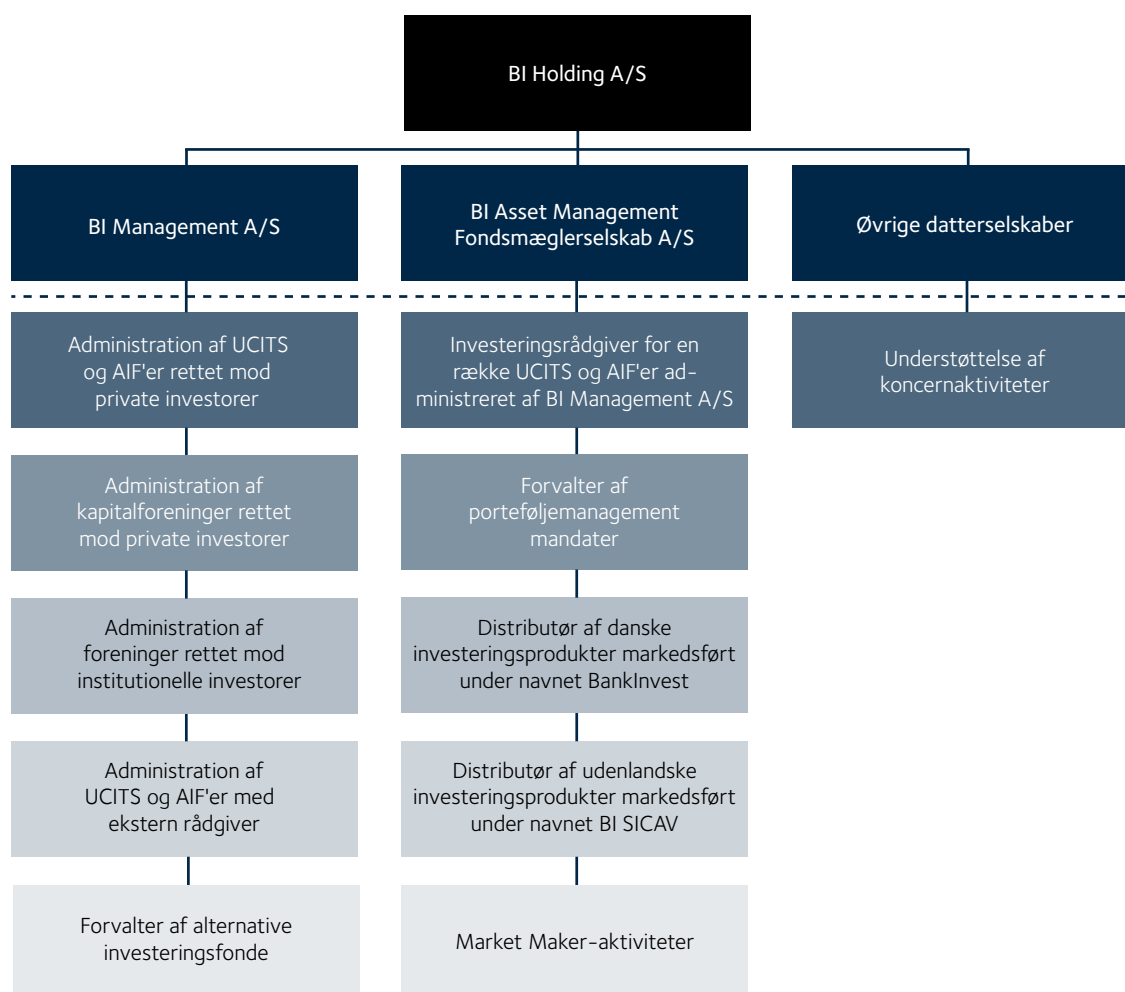 BI Holding A/S
BI Management A/S
BI Asset Management
Fondsmæglerselskab A/S
Øvrige datterselskaber
Administration af UCITS
og AIF'er rettet mod
private investorer
Investeringsrådgiver for en
række UCITS og AIF'er ad-
ministreret af BI Management A/S
Understøttelse af
koncernaktiviteter
Administration af
kapitalforeninger rettet
mod private investorer
Forvalter af
porteføljemanagement
mandater
Administration af
foreninger rettet mod
institutionelle investorer
Distributør af danske
investeringsprodukter markedsført
under navnet BankInvest
Administration af
UCITS og AIF'er med
ekstern rådgiver
Distributør af udenlandske
investeringsprodukter markedsført
under navnet BI SICAV
Forvalter af alternative
investeringsfonde
Market Maker-aktiviteter